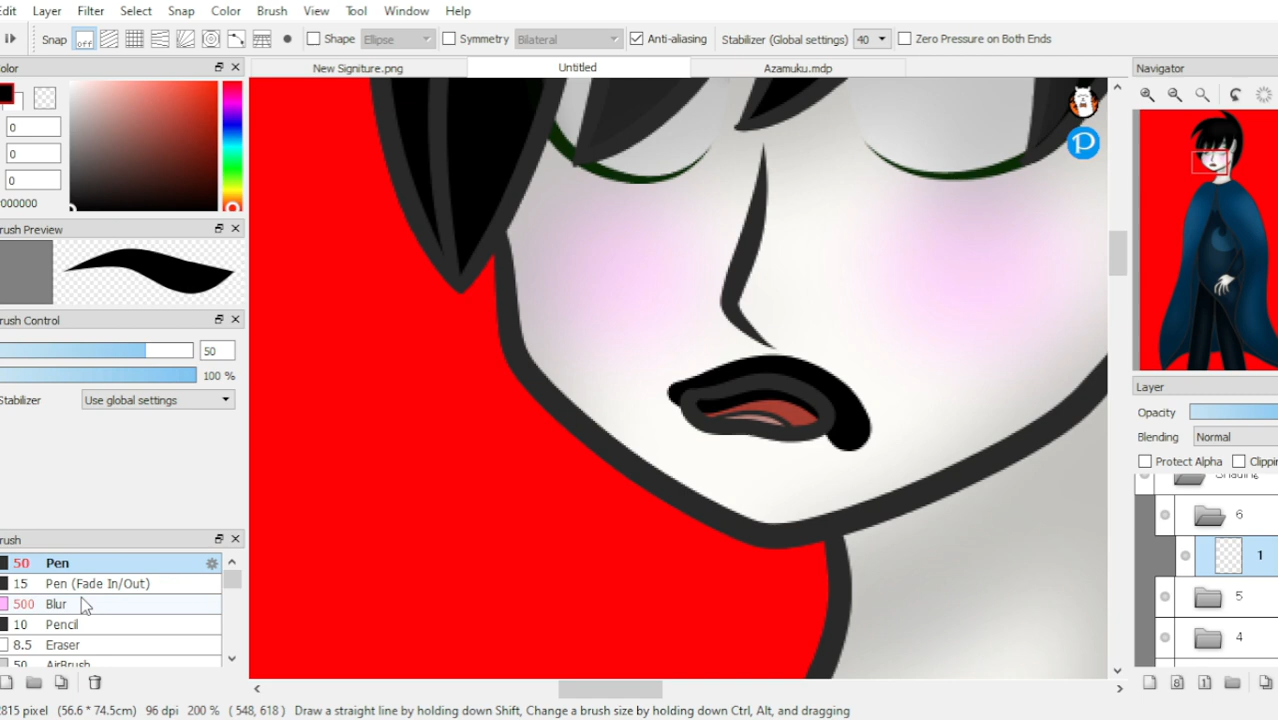 Edit Layer Filter Select Snap Color Brush View Tool Window Help
Snap off Shape Ellipse Symmetry Bilateral Anti-aliasing Stabilizer (Global settings) 40 Zero Pressure on Both Ends
olor
New Signiture.png Untitled Azamuku.mdp
Navigator
0
0
0
000000
rush Preview
rush Control
50
100 %
Stabilizer Use global settings
Layer
Opacity
Blending Normal
Protect Alpha Clippin
Shading
6
1
5
4
rush
50 Pen
15 Pen (Fade In/Out)
500 Blur
10 Pencil
8.5 Eraser
50 AirBrush
2815 pixel (56.6 * 74.5cm) 96 dpi 200 % ( 548, 618 ) Draw a straight line by holding down Shift, Change a brush size by holding down Ctrl, Alt, and dragging